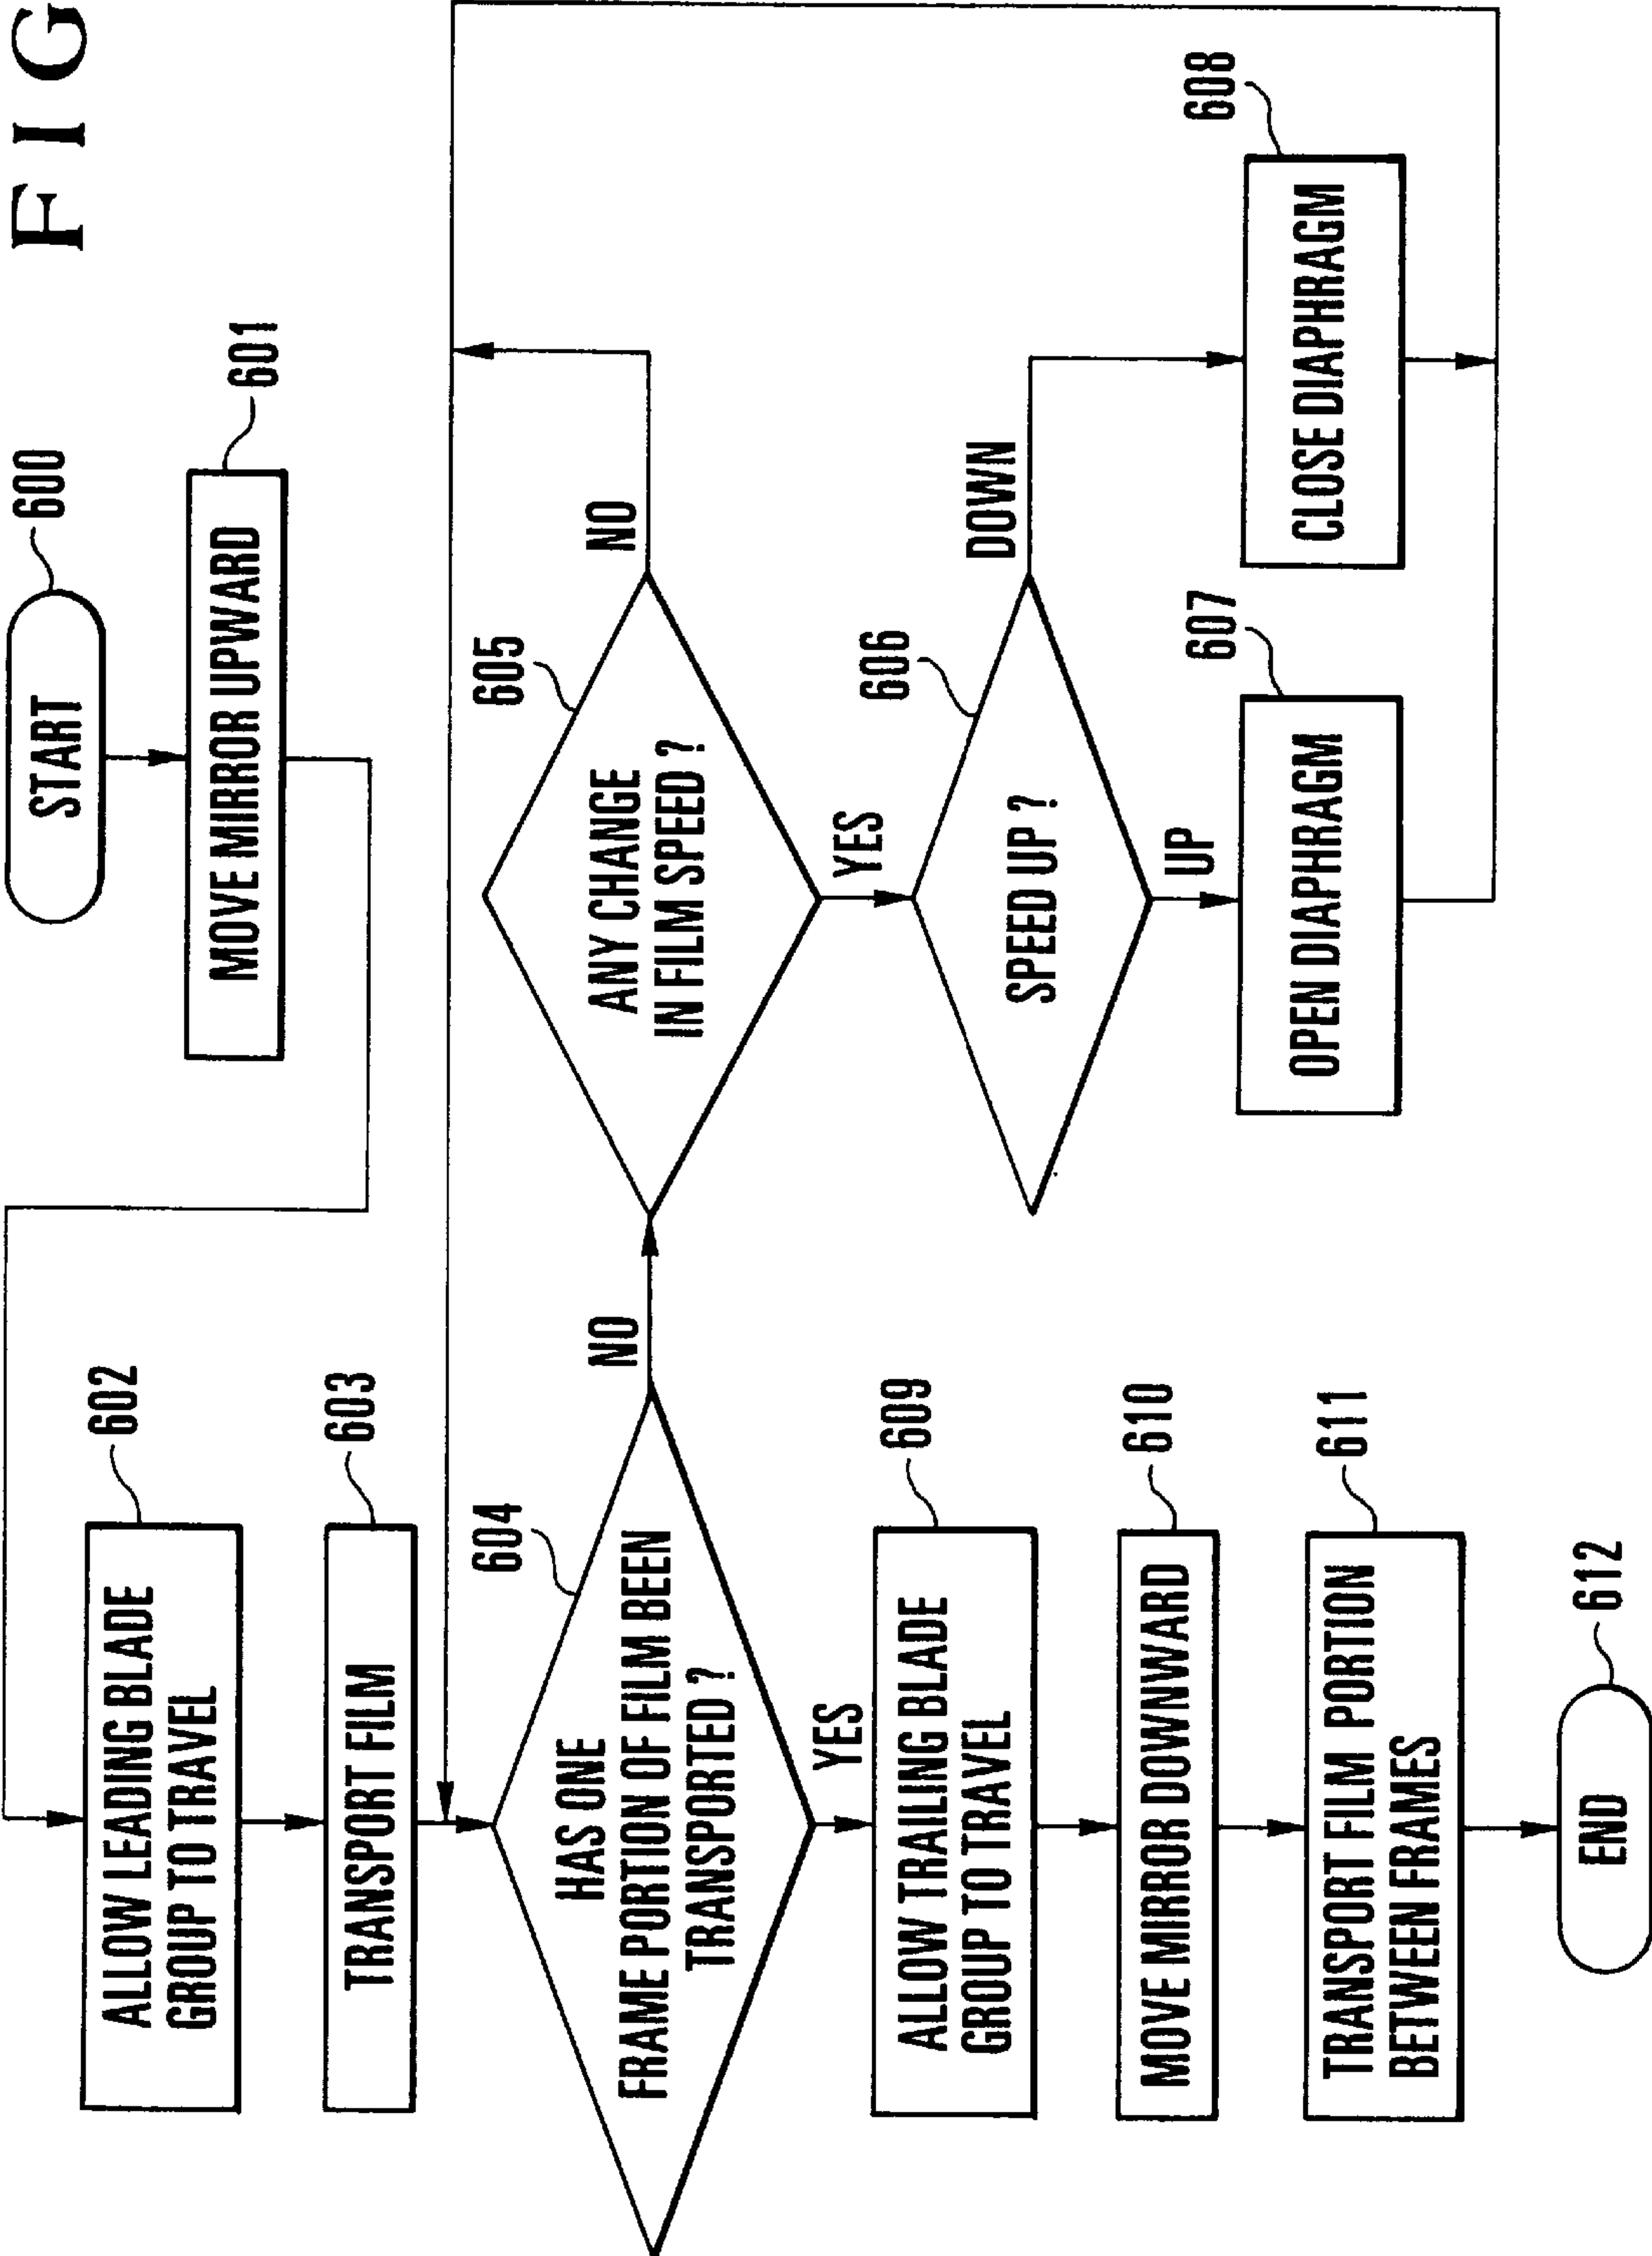 FIG
START
600
MOVE MIRROR UPWARD
601
ALLOW LEADING BLADE
GROUP TO TRAVEL
602
TRANSPORT FILM
603
HAS ONE
FRAME PORTION OF FILM BEEN
TRANSPORTED ?
604
NO
YES
ANY CHANGE
IN FILM SPEED ?
605
NO
YES
SPEED UP ?
606
DOWN
UP
OPEN DIAPHRAGM
607
CLOSE DIAPHRAGM
608
ALLOW TRAILING BLADE
GROUP TO TRAVEL
609
MOVE MIRROR DOWNWARD
610
TRANSPORT FILM PORTION
BETWEEN FRAMES
611
END
612